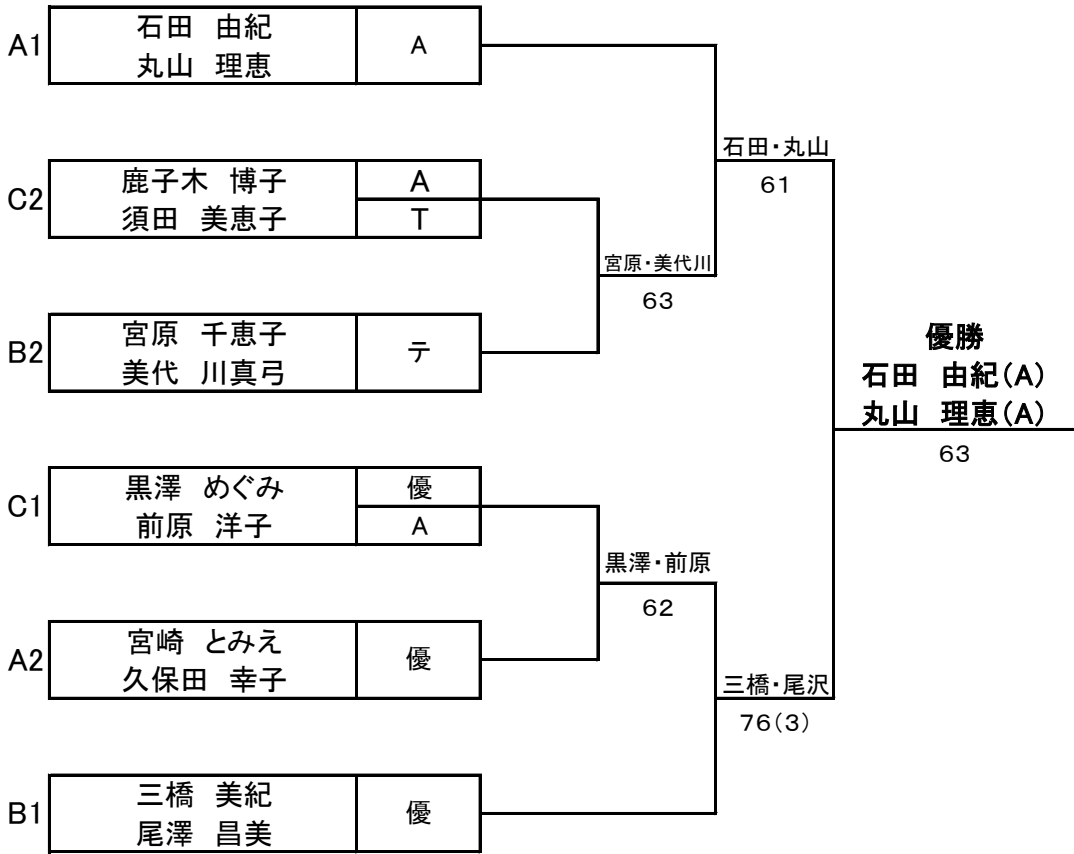 A1
石田　由紀
丸山　理恵
A
C2
鹿子木　博子
須田　美恵子
A
T
B2
宮原　千恵子
美代　川真弓
テ
C1
黒澤　めぐみ
前原　洋子
優
A
A2
宮崎　とみえ
久保田　幸子
優
B1
三橋　美紀
尾澤　昌美
優
宮原・美代川
63
黒澤・前原
62
石田・丸山
61
三橋・尾沢
76(3)
優勝
石田　由紀(A)
丸山　理恵(A)
63